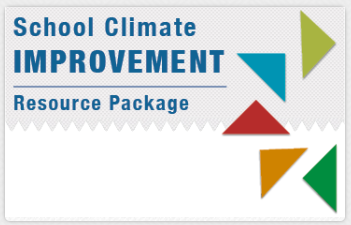 School Climate
IMPROVEMENT
Resource Package